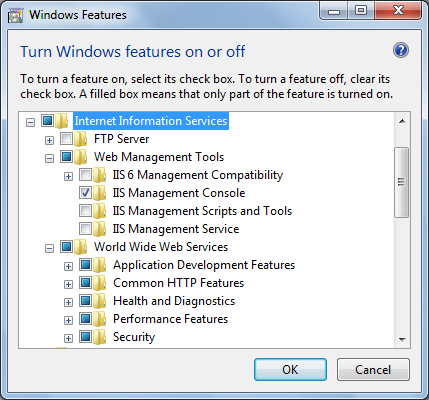 Windows Features
Turn Windows features on or off
To turn a feature on, select its check box. To turn a feature off, clear its
check box. A filled box means that only part of the feature is turned on.
Internet Information Services
FTP Server
Web Management Tools
IIS 6 Management Compatibility
IIS Management Console
IIS Management Scripts and Tools
IIS Management Service
World Wide Web Services
Application Development Features
Common HTTP Features
Health and Diagnostics
Performance Features
Security
OK Cancel